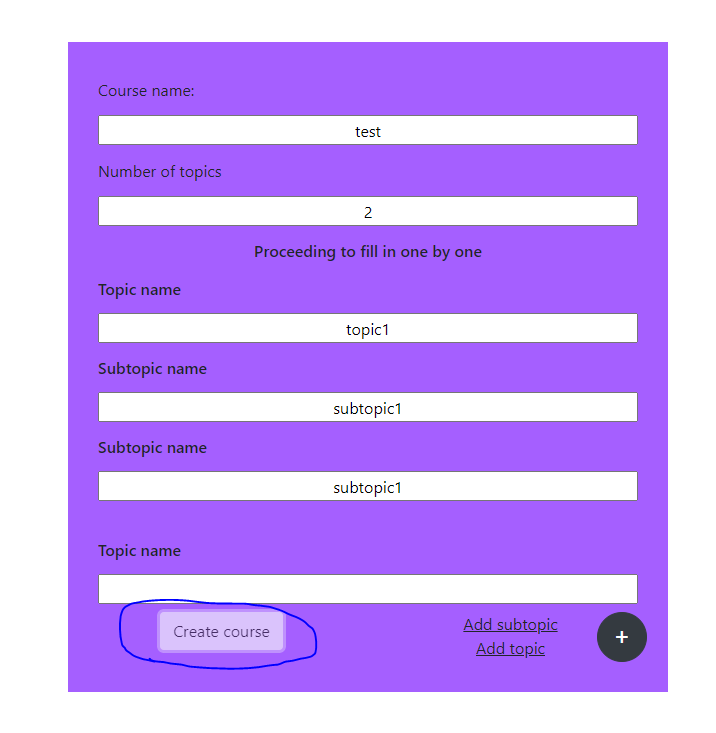 Course name:
test
Number of topics
2
Proceeding to fill in one by one
Topic name
topic1
Subtopic name
subtopic1
Subtopic name
subtopic1
Topic name
Create course
Add subtopic
Add topic
+